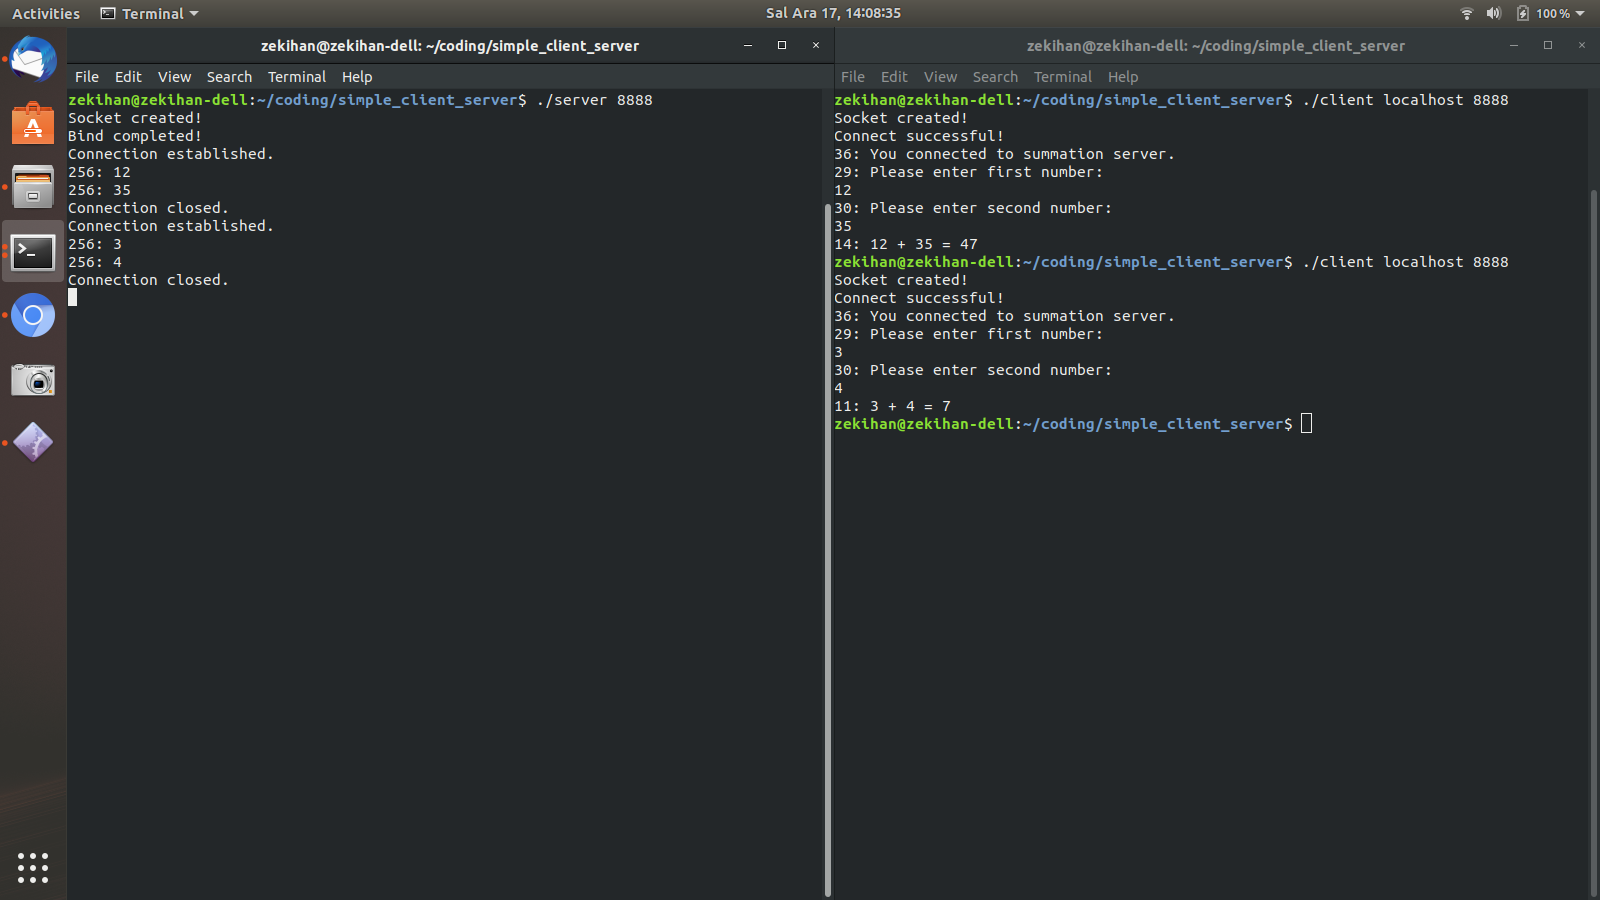 Activities Terminal Sal Ara 17, 14:08:35 100 %
zekihan@zekihan-dell: ~/coding/simple_client_server
File Edit View Search Terminal Help
zekihan@zekihan-dell:~/coding/simple_client_server$ ./server 8888
Socket created!
Bind completed!
Connection established.
256: 12
256: 35
Connection closed.
Connection established.
256: 3
256: 4
Connection closed.
zekihan@zekihan-dell: ~/coding/simple_client_server
File Edit View Search Terminal Help
zekihan@zekihan-dell:~/coding/simple_client_server$ ./client localhost 8888
Socket created!
Connect successful!
36: You connected to summation server.
29: Please enter first number:
12
30: Please enter second number:
35
14: 12 + 35 = 47
zekihan@zekihan-dell:~/coding/simple_client_server$ ./client localhost 8888
Socket created!
Connect successful!
36: You connected to summation server.
29: Please enter first number:
3
30: Please enter second number:
4
11: 3 + 4 = 7
zekihan@zekihan-dell:~/coding/simple_client_server$